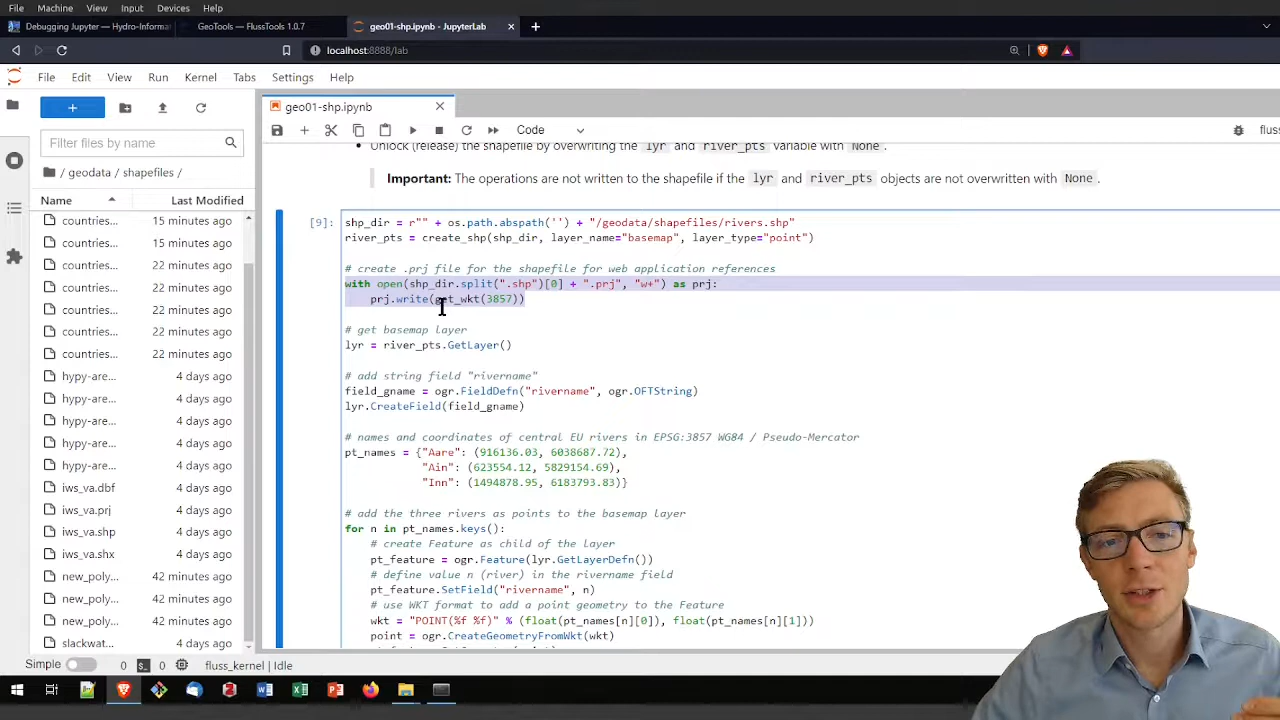 File Machine View Input Devices Help
Debugging Jupyter — Hydro-Informat
GeoTools — FlussTools 1.0.7
geo01-shp.ipynb - JupyterLab
localhost:8888/lab
File Edit View Run Kernel Tabs Settings Help
geo01-shp.ipynb
Code
fluss
Filter files by name
/ geodata / shapefiles /
Name Last Modified
countries... 15 minutes ago
countries... 15 minutes ago
countries... 22 minutes ago
countries... 22 minutes ago
countries... 22 minutes ago
countries... 22 minutes ago
countries... 22 minutes ago
hypy-are... 4 days ago
hypy-are... 4 days ago
hypy-are... 4 days ago
hypy-are... 4 days ago
hypy-are... 4 days ago
iws_va.dbf 4 days ago
iws_va.prj 4 days ago
iws_va.shp 4 days ago
iws_va.shx 4 days ago
new_poly... 42 minutes ago
new_poly... 42 minutes ago
new_poly... 42 minutes ago
slackwat... 4 days ago
• Unlock (release) the shapefile by overwriting the lyr and river_pts variable with None.
Important: The operations are not written to the shapefile if the lyr and river_pts objects are not overwritten with None.
[9]:
shp_dir = r"" + os.path.abspath('') + "/geodata/shapefiles/rivers.shp"
river_pts = create_shp(shp_dir, layer_name="basemap", layer_type="point")
# create .prj file for the shapefile for web application references
with open(shp_dir.split(".shp")[0] + ".prj", "w+") as prj:
prj.write(get_wkt(3857))
# get basemap layer
lyr = river_pts.GetLayer()
# add string field "rivername"
field_gname = ogr.FieldDefn("rivername", ogr.OFTString)
lyr.CreateField(field_gname)
# names and coordinates of central EU rivers in EPSG:3857 WG84 / Pseudo-Mercator
pt_names = {"Aare": (916136.03, 6038687.72),
"Ain": (623554.12, 5829154.69),
"Inn": (1494878.95, 6183793.83)}
# add the three rivers as points to the basemap layer
for n in pt_names.keys():
# create Feature as child of the layer
pt_feature = ogr.Feature(lyr.GetLayerDefn())
# define value n (river) in the rivername field
pt_feature.SetField("rivername", n)
# use WKT format to add a point geometry to the Feature
wkt = "POINT(%f %f)" % (float(pt_names[n][0]), float(pt_names[n][1]))
point = ogr.CreateGeometryFromWkt(wkt)
Simple 0 0 fluss_kernel | Idle